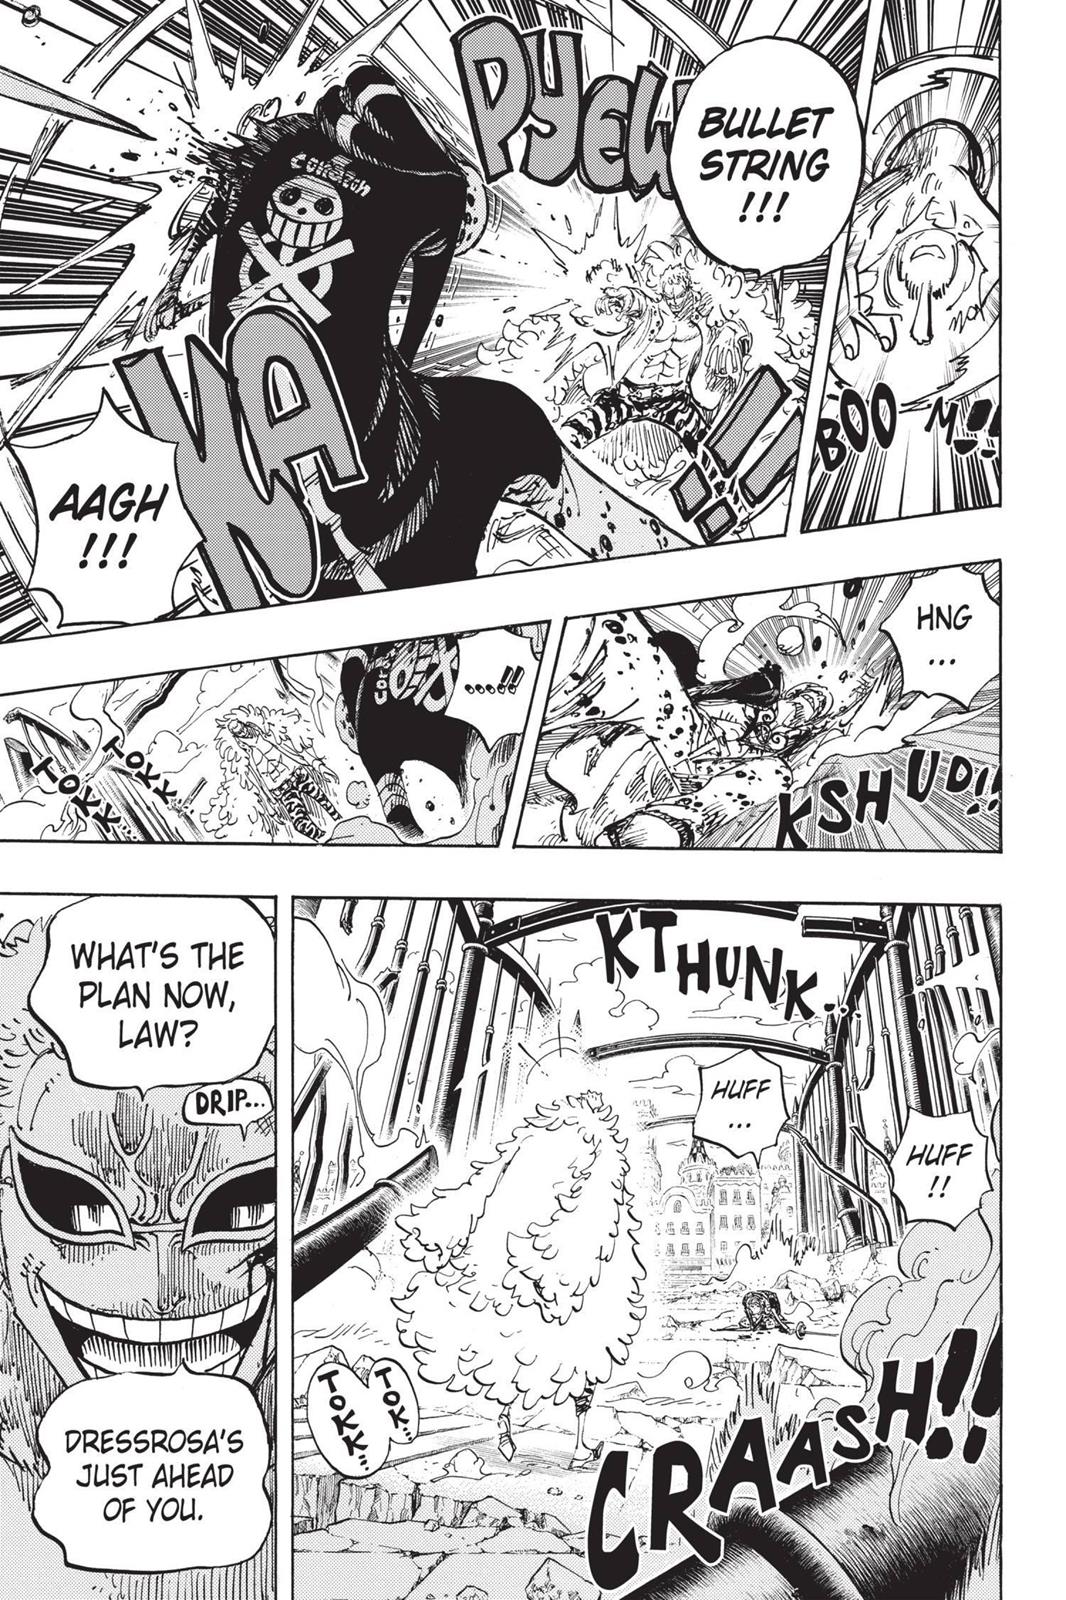 BOOM!!
BULLET
STRING
!!!
PYEW
!!
CORAZON
AAGH
!!!
HNG
...
KSHUD!!
....!!
TOKK...
TOKK...
KTHUNK...
HUFF
...
HUFF
!!
TOK...
TOKK...
CRAASH!!
WHAT'S THE
PLAN NOW,
LAW?
DRIP...
DRESSROSA'S
JUST AHEAD
OF YOU.